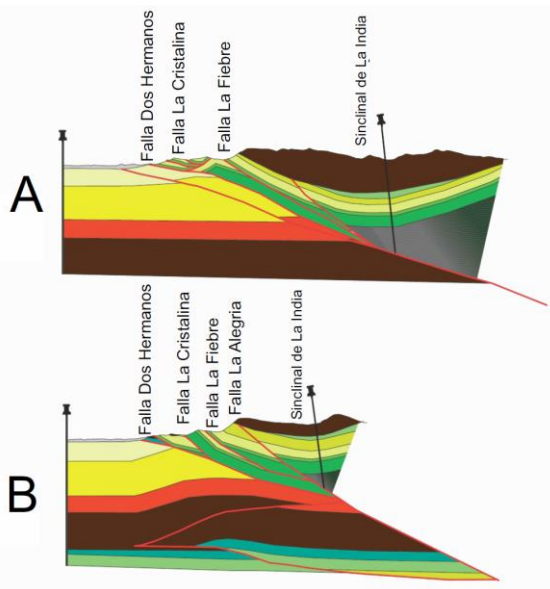 Falla Dos Hermanos
Falla La Cristalina
Falla La Fiebre
Sinclinal de La India
A
Falla Dos Hermanos
Falla La Cristalina
Falla La Fiebre
Falla La Alegria
Sinclinal de La India
B